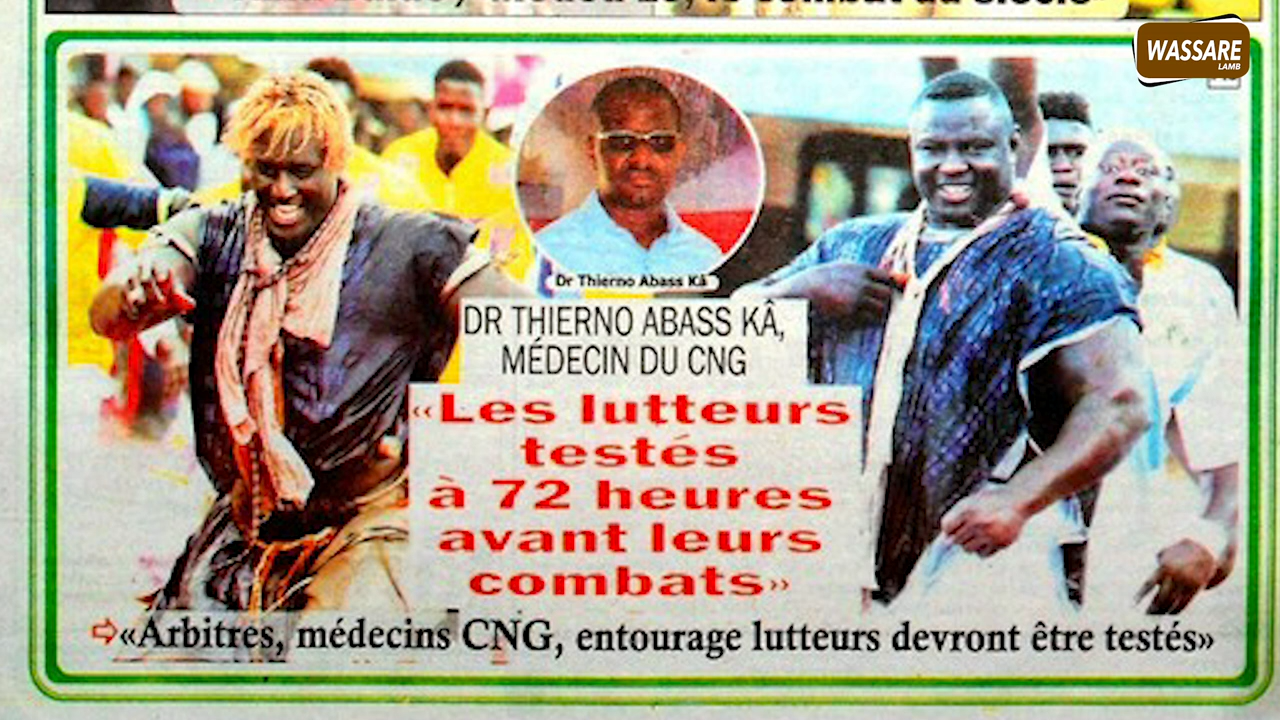 WASSARE
LAMB
Dr Thierno Abass Kâ
DR THIERNO ABASS KÂ,
MÉDECIN DU CNG
«Les lutteurs
testés
à 72 heures
avant leurs
combats»
⇨«Arbitres, médecins CNG, entourage lutteurs devront être testés»